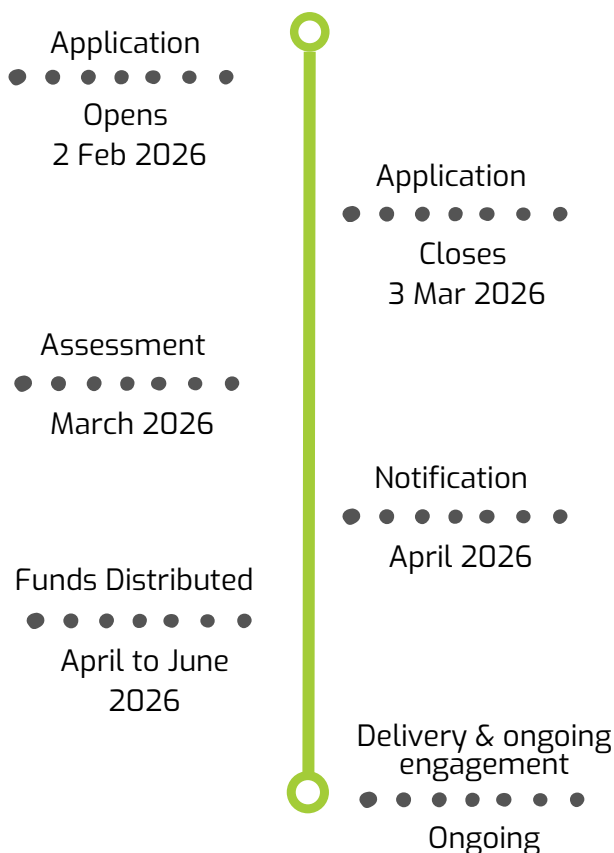 Application
Opens
2 Feb 2026
Application
Closes
3 Mar 2026
Assessment
March 2026
Notification
April 2026
Funds Distributed
April to June
2026
Delivery & ongoing
engagement
Ongoing